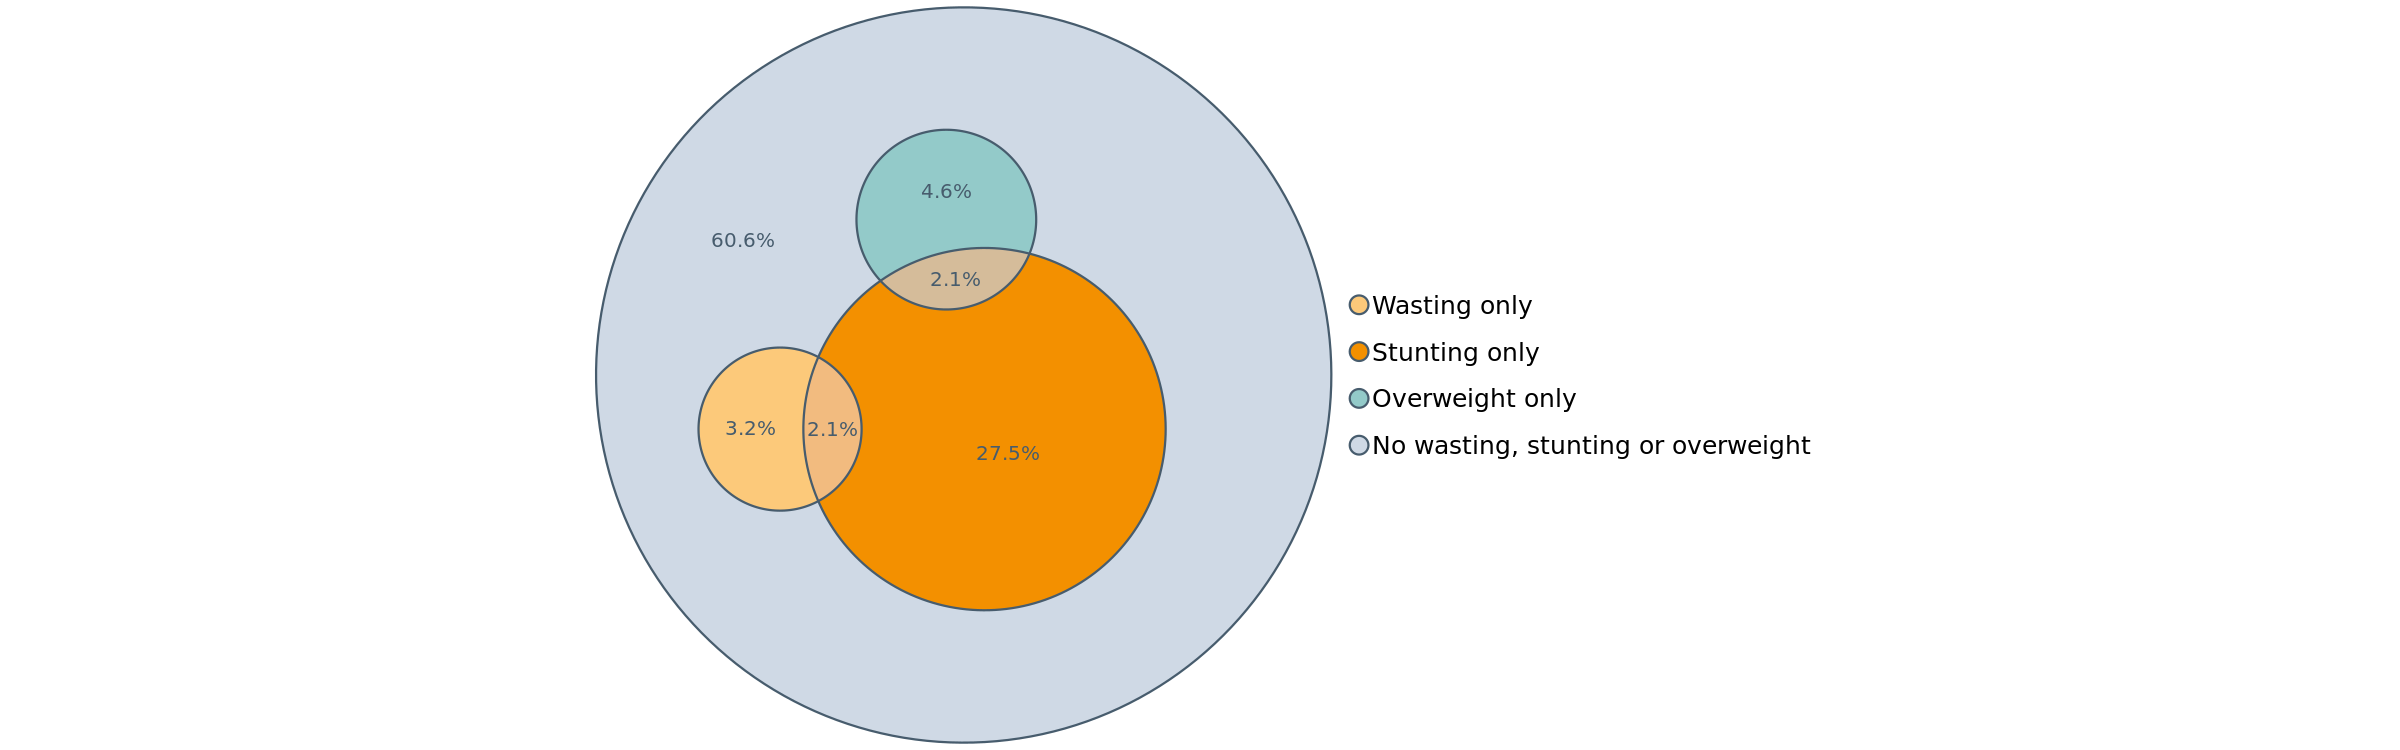 4.6%
60.6%
2.1%
3.2%
2.1%
27.5%
Wasting only
Stunting only
Overweight only
No wasting, stunting or overweight